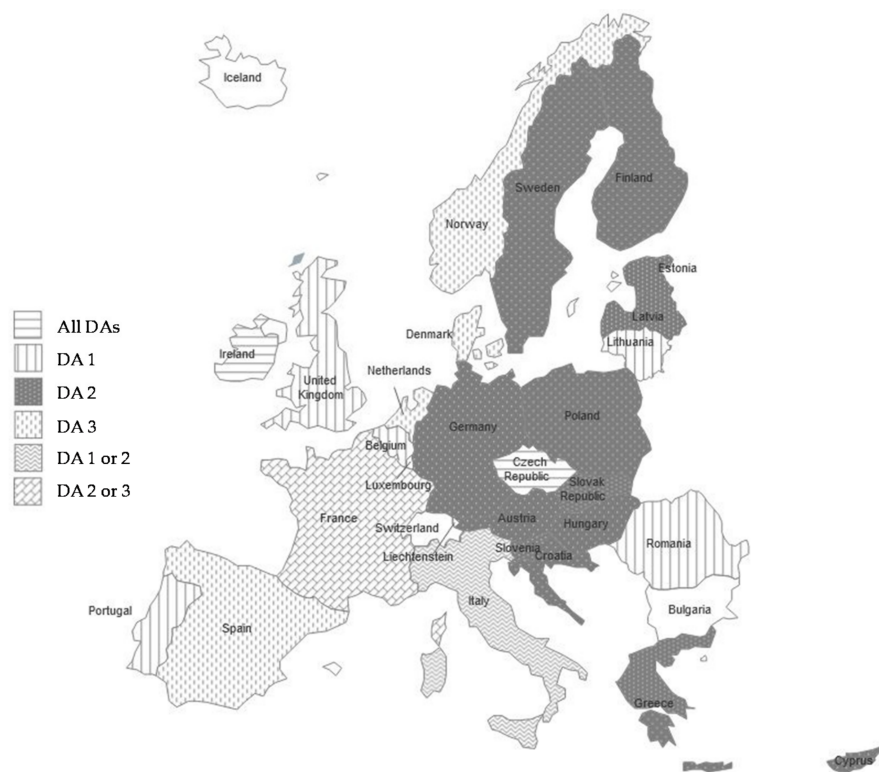 Iceland
Sweden
Finland
Norway
Estonia
Latvia
Lithuania
Denmark
All DAs
DA 1
DA 2
DA 3
DA 1 or 2
DA 2 or 3
Ireland
United
Kingdom
Netherlands
Germany
Poland
Belgium
Czech
Republic
Luxembourg
Slovak
Republic
France
Switzerland
Austria
Hungary
Liechtenstein
Slovenia
Croatia
Romania
Italy
Bulgaria
Portugal
Spain
Greece
Cyprus